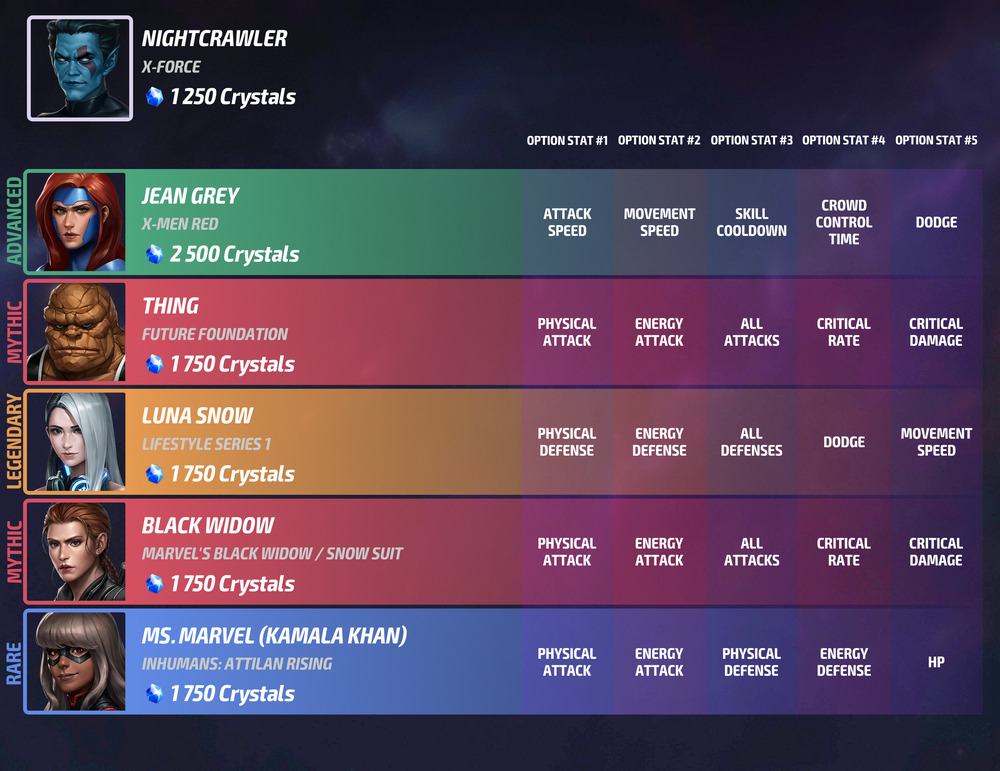 NIGHTCRAWLER
X-FORCE
1 250 Crystals
OPTION STAT #1 OPTION STAT #2 OPTION STAT #3 OPTION STAT #4 OPTION STAT #5
ADVANCED
JEAN GREY
X-MEN RED
2 500 Crystals
ATTACK
SPEED
MOVEMENT
SPEED
SKILL
COOLDOWN
CROWD
CONTROL
TIME
DODGE
MYTHIC
THING
FUTURE FOUNDATION
1 750 Crystals
PHYSICAL
ATTACK
ENERGY
ATTACK
ALL
ATTACKS
CRITICAL
RATE
CRITICAL
DAMAGE
LEGENDARY
LUNA SNOW
LIFESTYLE SERIES 1
1 750 Crystals
PHYSICAL
DEFENSE
ENERGY
DEFENSE
ALL
DEFENSES
DODGE
MOVEMENT
SPEED
MYTHIC
BLACK WIDOW
MARVEL'S BLACK WIDOW / SNOW SUIT
1 750 Crystals
PHYSICAL
ATTACK
ENERGY
ATTACK
ALL
ATTACKS
CRITICAL
RATE
CRITICAL
DAMAGE
RARE
MS. MARVEL (KAMALA KHAN)
INHUMANS: ATTILAN RISING
1 750 Crystals
PHYSICAL
ATTACK
ENERGY
ATTACK
PHYSICAL
DEFENSE
ENERGY
DEFENSE
HP